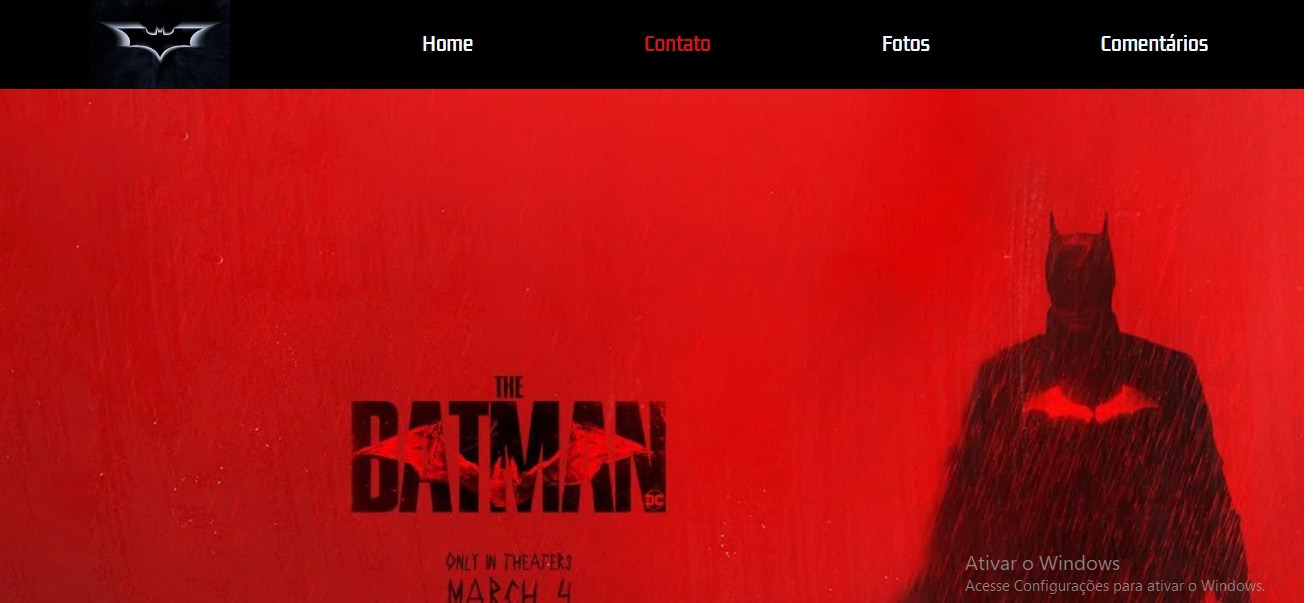 Home Contato Fotos Comentários
THE
BATMAN
DC
ONLY IN THEATERS
MARCH 4
Ativar o Windows
Acesse Configurações para ativar o Windows.